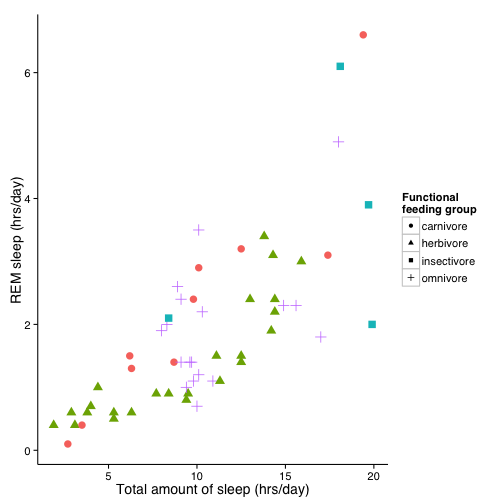 6
4
2
0
REM sleep (hrs/day)
5
10
15
20
Total amount of sleep (hrs/day)
Functional
feeding group
carnivore
herbivore
insectivore
omnivore